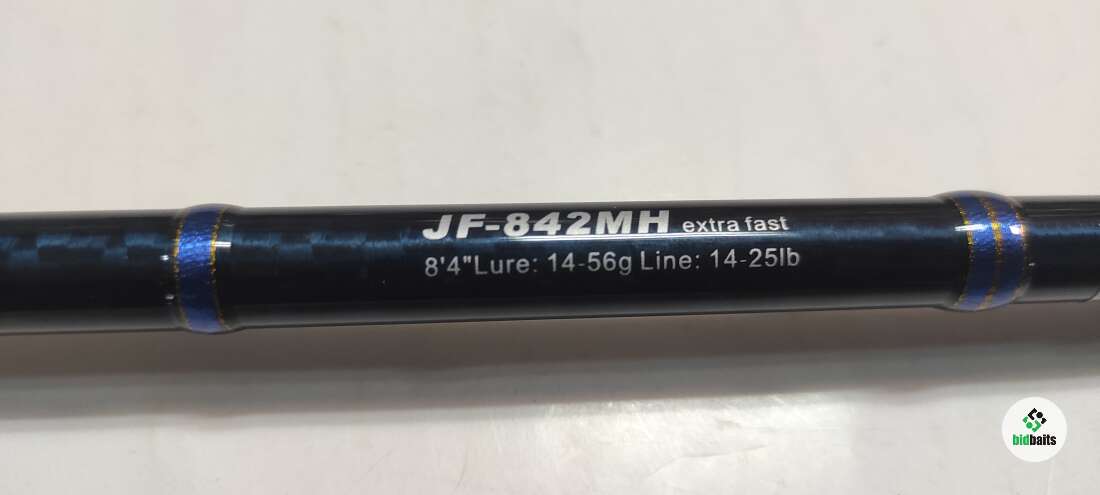 JF-842MH extra fast
8'4"Lure: 14-56g Line: 14-25lb
bidbaits